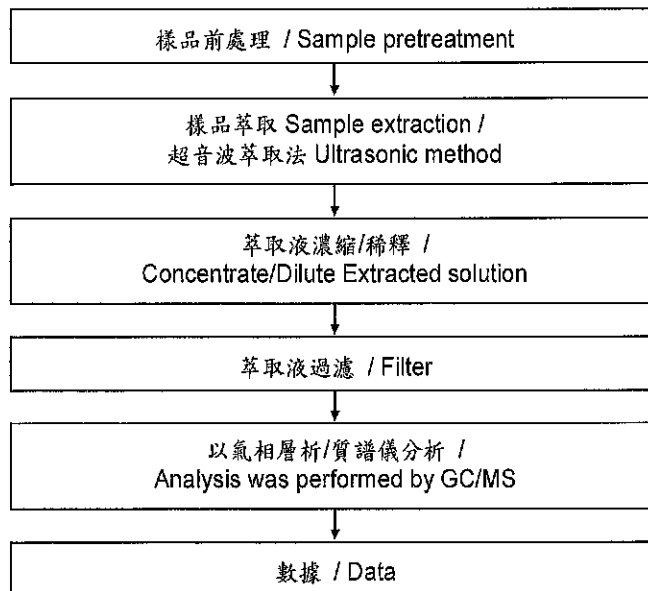 樣品前處理 / Sample pretreatment
樣品萃取 Sample extraction /
超音波萃取法 Ultrasonic method
萃取液濃縮/稀釋 /
Concentrate/Dilute Extracted solution
萃取液過濾 / Filter
以氣相層析/質譜儀分析 /
Analysis was performed by GC/MS
數據 / Data